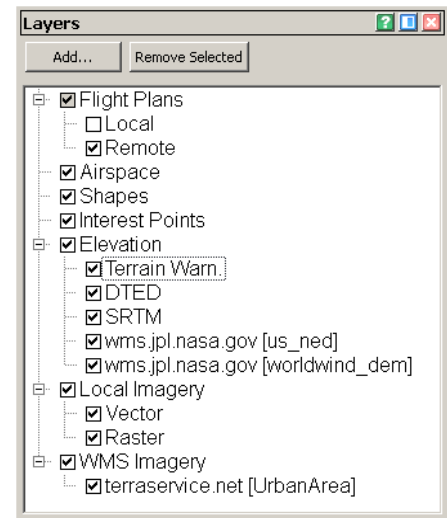 Layers
Add... Remove Selected
Flight Plans
Local
Remote
Airspace
Shapes
Interest Points
Elevation
Terrain Warn.
DTED
SRTM
wms.jpl.nasa.gov [us_ned]
wms.jpl.nasa.gov [worldwind_dem]
Local Imagery
Vector
Raster
WMS Imagery
terraservice.net [UrbanArea]